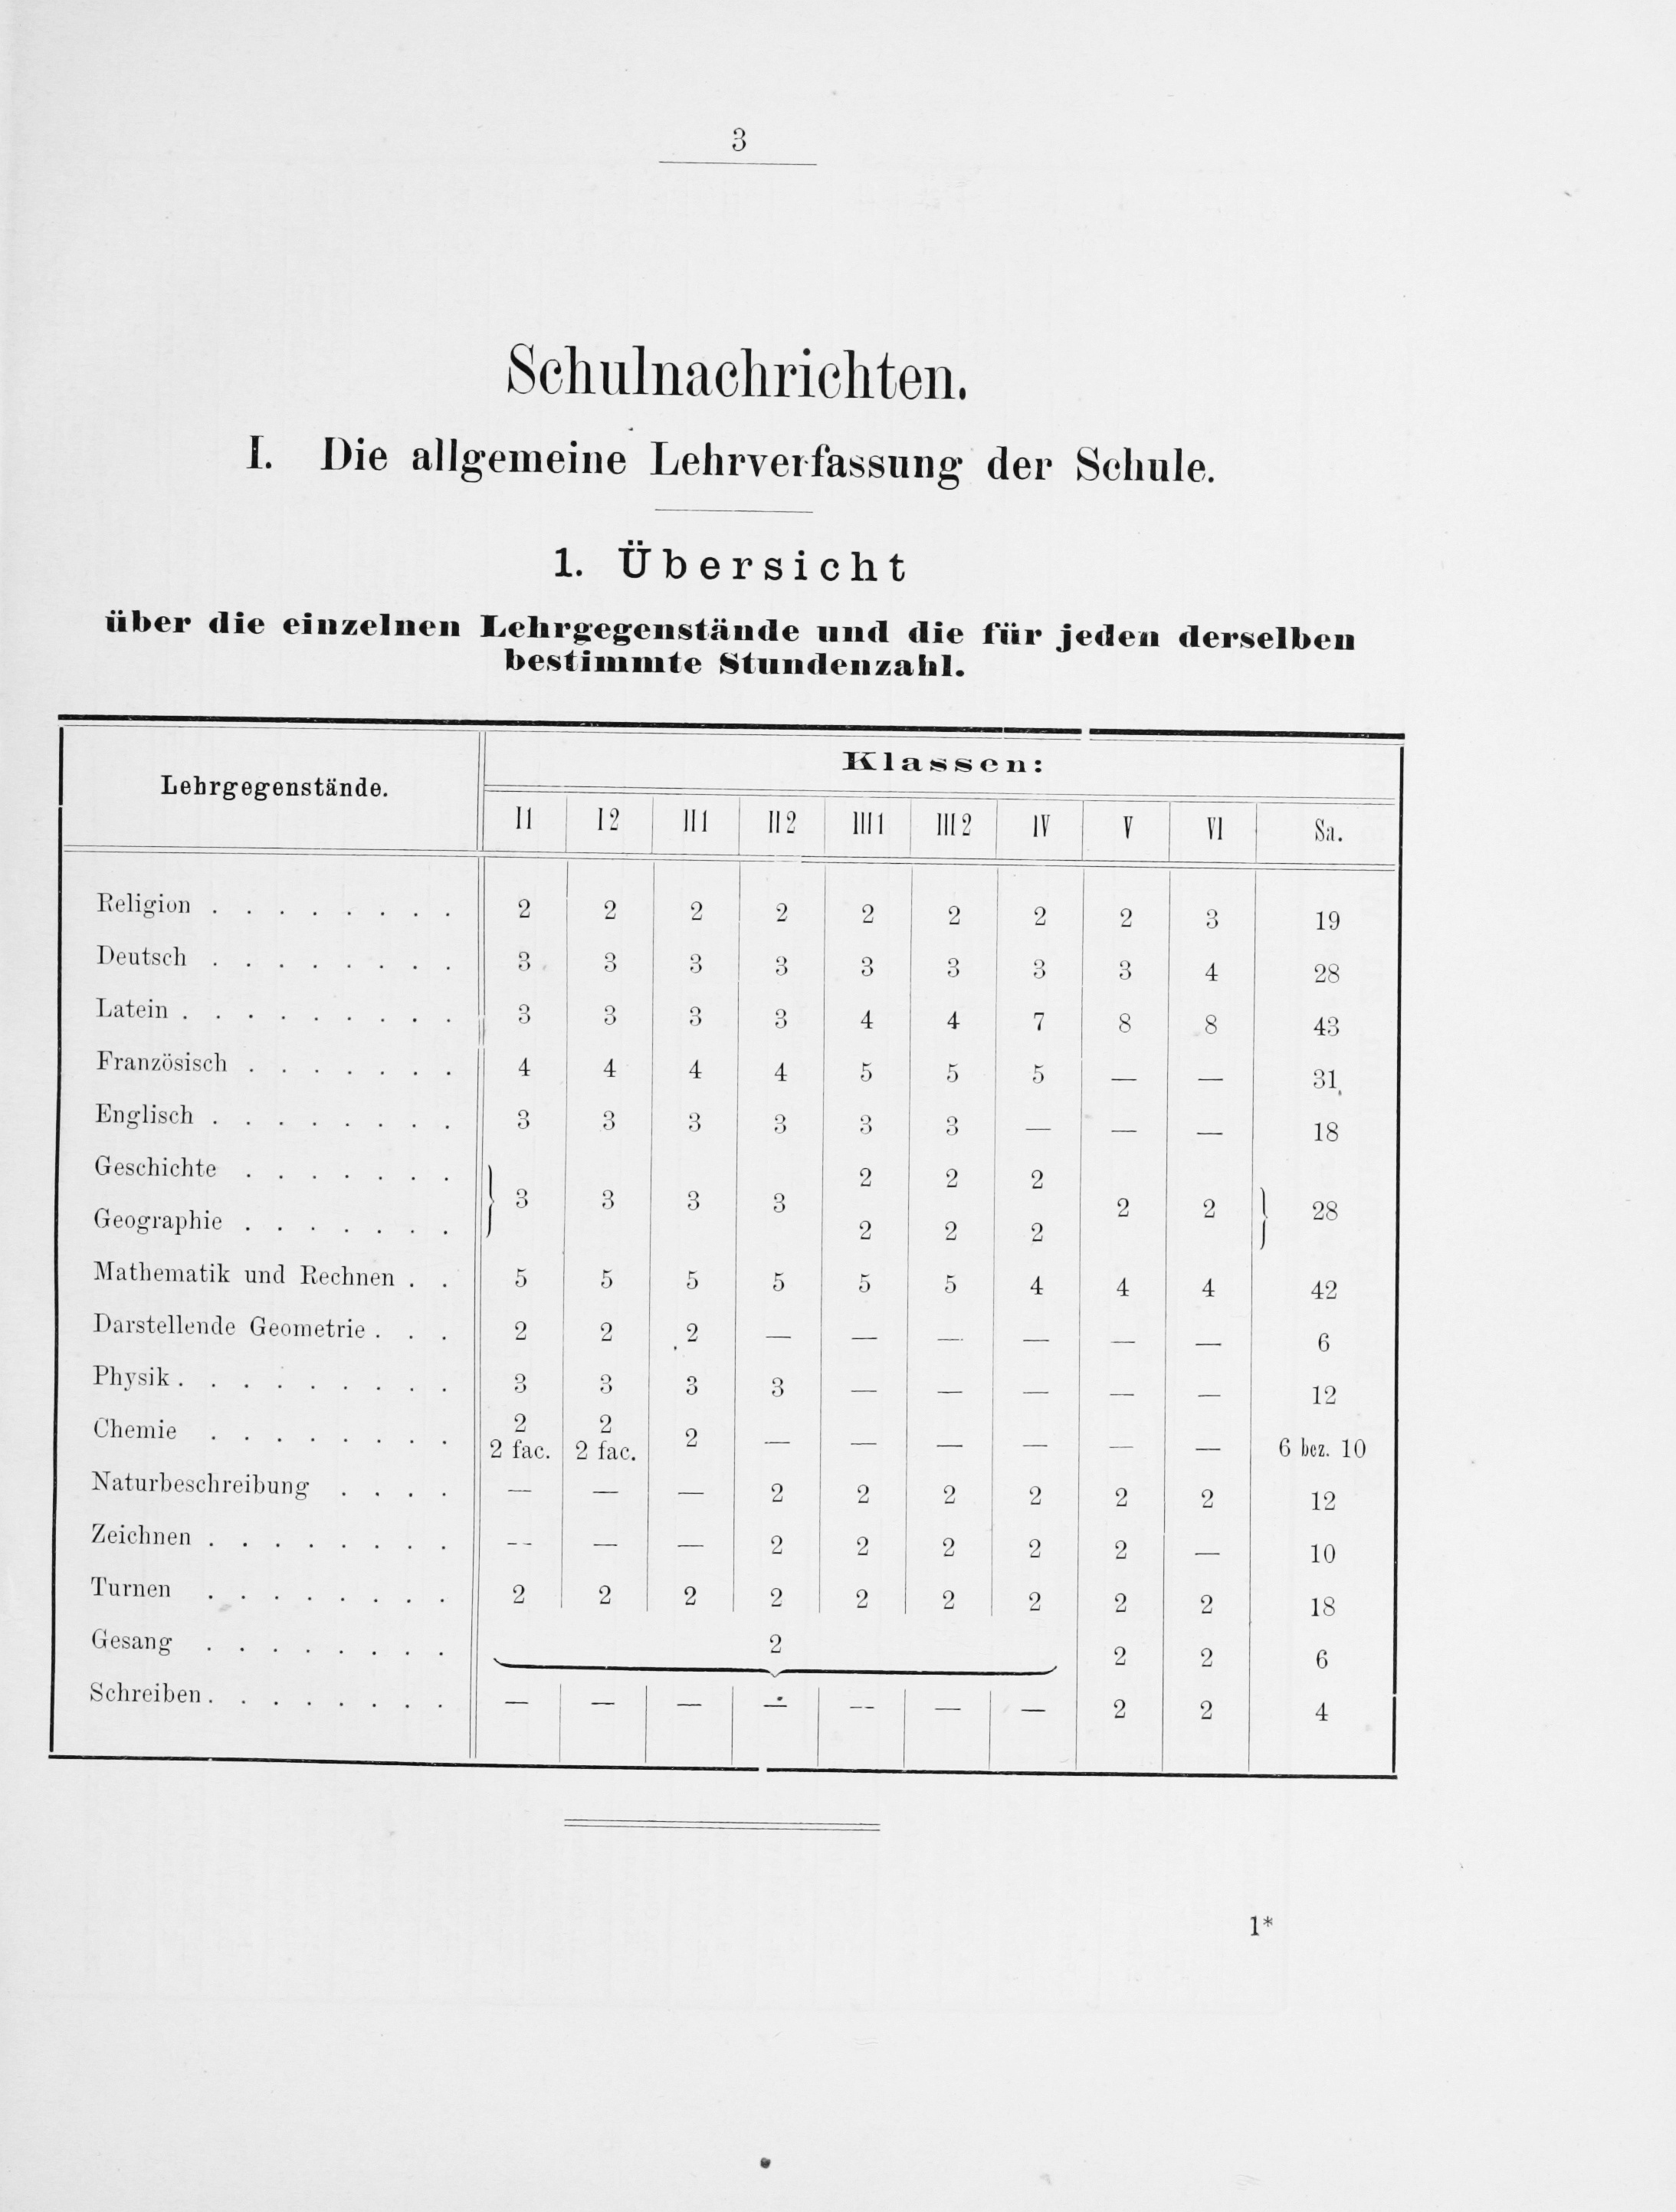 3
Schulnachrichten.
I. Die allgemeine Lehrverfassung der Schule.
1. Übersicht
über die einzelnen Lehrgegenstände und die für jeden derselben
bestimmte Stundenzahl.
Lehrgegenstände. Klassen:
I1 I2 II1 II2 III1 III2 IV V VI Sa.
Religion . . . . . . . . 2 2 2 2 2 2 2 2 3 19
Deutsch . . . . . . . . 3 3 3 3 3 3 3 3 4 28
Latein . . . . . . . . . 3 3 3 3 4 4 7 8 8 43
Französisch . . . . . . . 4 4 4 4 5 5 5 — — 31
Englisch . . . . . . . . 3 3 3 3 3 3 — — — 18
Geschichte . . . . . . . 2 2 2
} 3 3 3 3 2 2 } 28
Geographie . . . . . . . 2 2 2
Mathematik und Rechnen . . 5 5 5 5 5 5 4 4 4 42
Darstellende Geometrie . . . 2 2 2 — — — — — — 6
Physik . . . . . . . . . 3 3 3 3 — — — — — 12
Chemie . . . . . . . . 2 2 2 — — — — — — 6 bez. 10
2 fac. 2 fac.
Naturbeschreibung . . . . — — — 2 2 2 2 2 2 12
Zeichnen . . . . . . . . — — — 2 2 2 2 2 — 10
Turnen . . . . . . . . 2 2 2 2 2 2 2 2 2 18
Gesang . . . . . . . . 2 2 2 6
Schreiben . . . . . . . . — — — — — — — 2 2 4
1*